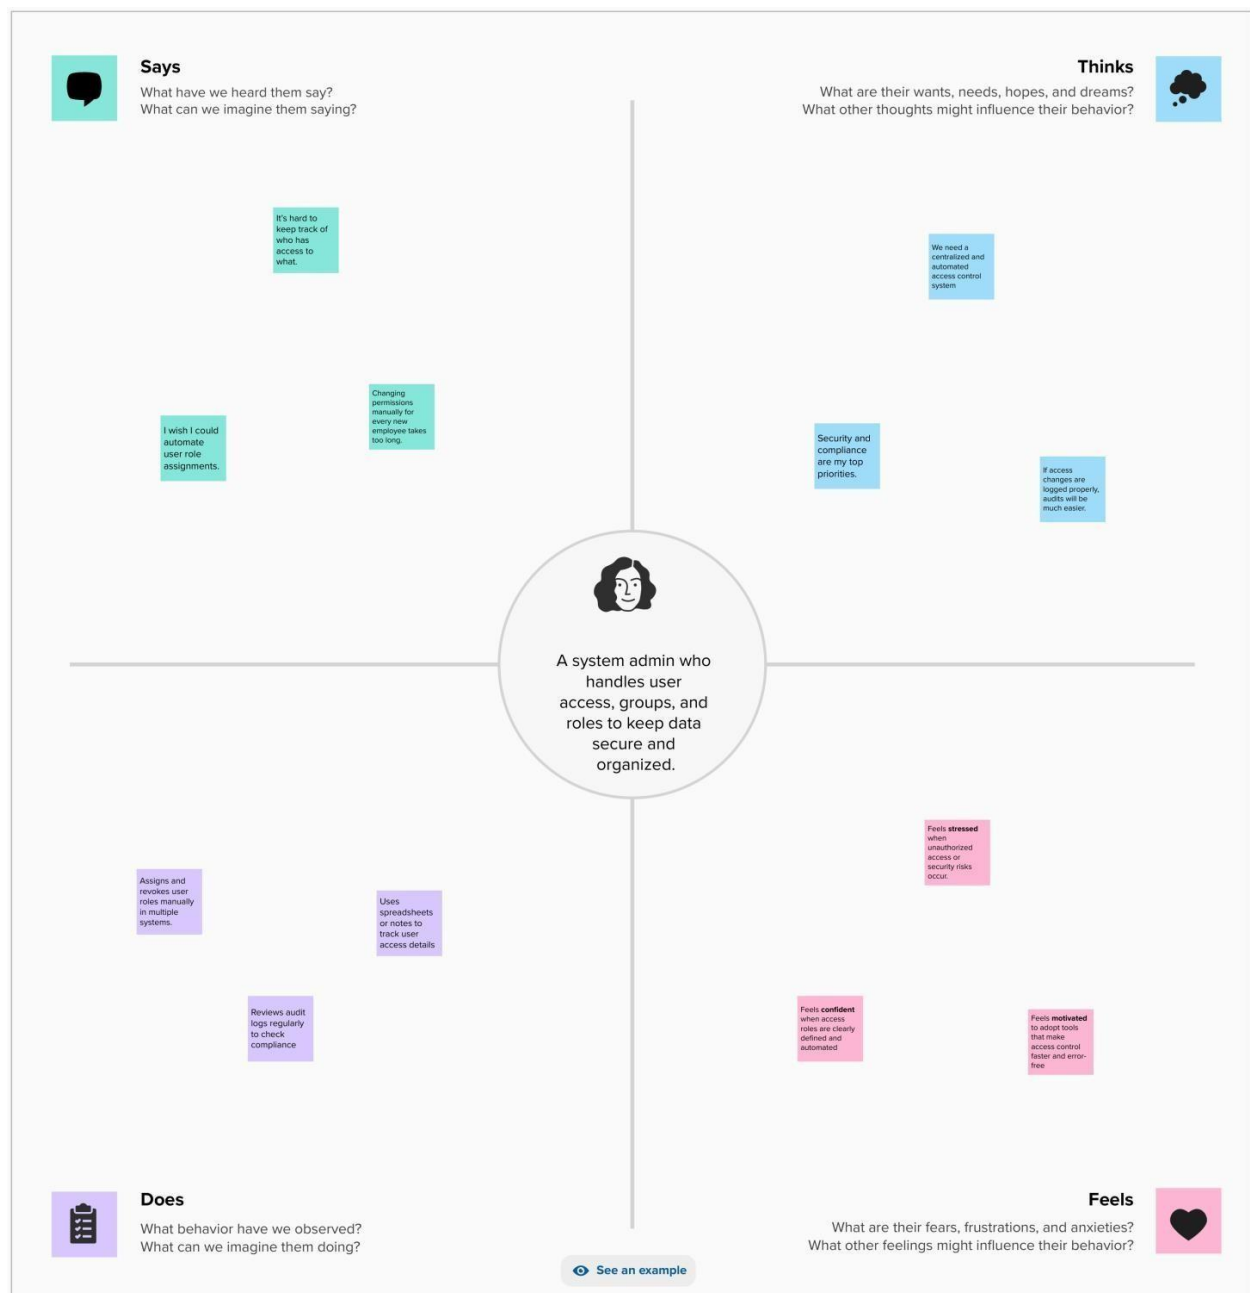 Says
What have we heard them say?
What can we imagine them saying?
Thinks
What are their wants, needs, hopes, and dreams?
What other thoughts might influence their behavior?
It's hard to
keep track of
who has
access to
what.
We need a
centralized and
automated
access control
system
Changing
permissions
manually for
every new
employee takes
too long.
I wish I could
automate
user role
assignments.
Security and
compliance
are my top
priorities.
If access
changes are
logged properly,
audits will be
much easier.
A system admin who
handles user
access, groups, and
roles to keep data
secure and
organized.
Assigns and
revokes user
roles manually
in multiple
systems.
Uses
spreadsheets
or notes to
track user
access details
Reviews audit
logs regularly
to check
compliance
Feels stressed
when
unauthorized
access or
security risks
occur.
Feels confident
when access
roles are clearly
defined and
automated
Feels motivated
to adopt tools
that make
access control
faster and error-
free
Does
What behavior have we observed?
What can we imagine them doing?
Feels
What are their fears, frustrations, and anxieties?
What other feelings might influence their behavior?
See an example